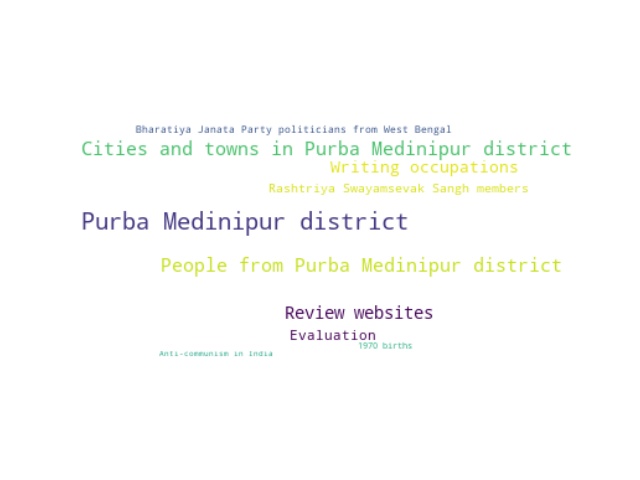 Bharatiya Janata Party politicians from West Bengal
Cities and towns in Purba Medinipur district
Writing occupations
Rashtriya Swayamsevak Sangh members
Purba Medinipur district
People from Purba Medinipur district
Review websites
Evaluation
1970 births
Anti-communism in India